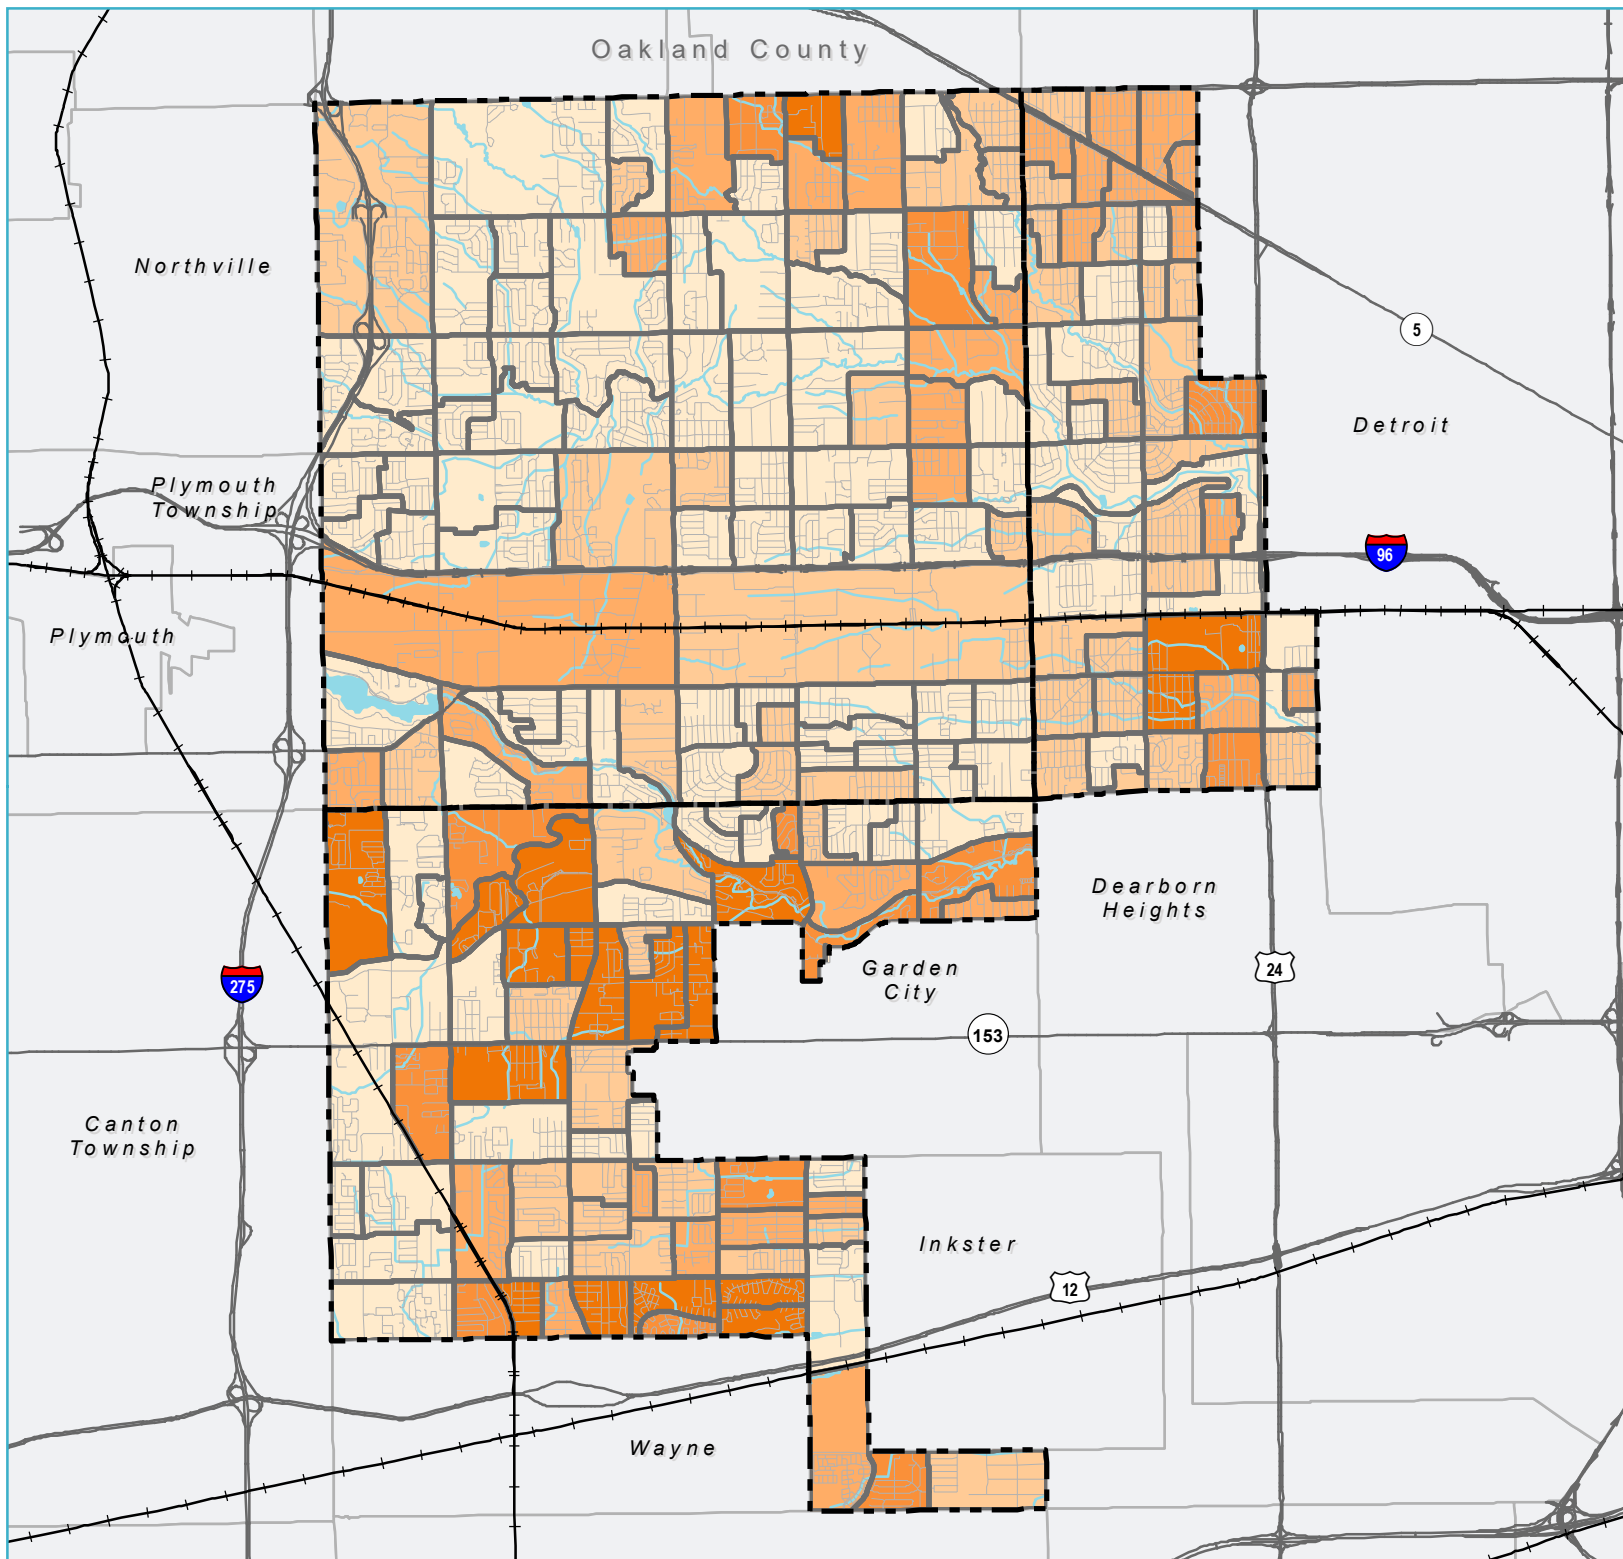 Oakland County
Northville
5
Detroit
Plymouth
Township
96
Plymouth
Dearborn
Heights
Garden
City
24
275
153
Canton
Township
Inkster
12
Wayne